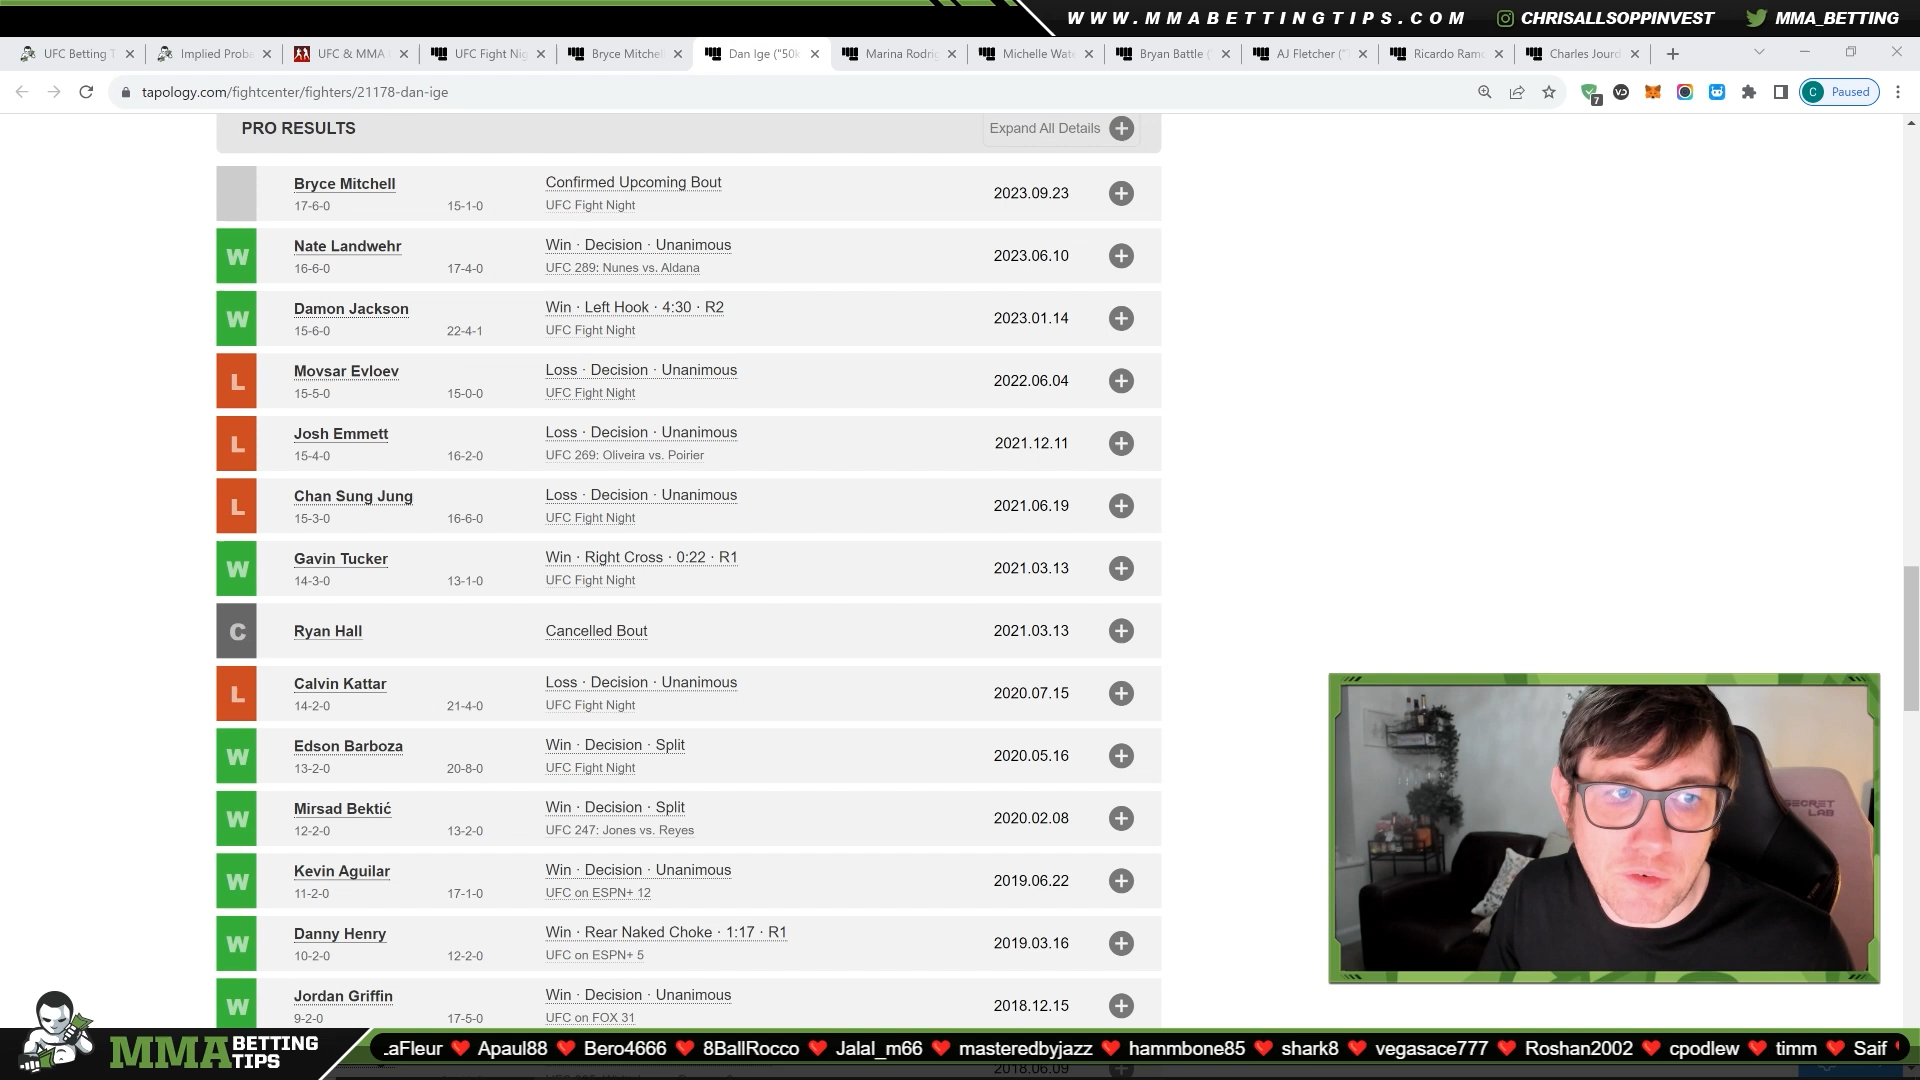 WWW.MMABETTINGTIPS.COM CHRISALLSOPPINVEST MMA_BETTING
UFC Betting T Implied Proba UFC & MMA UFC Fight Nig Bryce Mitchel Dan Ige ("50k Marina Rodrig Michelle Wate Bryan Battle ( AJ Fletcher (" Ricardo Ramo Charles Jourd
tapology.com/fightcenter/fighters/21178-dan-ige 7 C Paused
PRO RESULTS Expand All Details
Bryce Mitchell Confirmed Upcoming Bout 2023.09.23
17-6-0 15-1-0 UFC Fight Night
W Nate Landwehr Win · Decision · Unanimous 2023.06.10
16-6-0 17-4-0 UFC 289: Nunes vs. Aldana
W Damon Jackson Win · Left Hook · 4:30 · R2 2023.01.14
15-6-0 22-4-1 UFC Fight Night
L Movsar Evloev Loss · Decision · Unanimous 2022.06.04
15-5-0 15-0-0 UFC Fight Night
L Josh Emmett Loss · Decision · Unanimous 2021.12.11
15-4-0 16-2-0 UFC 269: Oliveira vs. Poirier
L Chan Sung Jung Loss · Decision · Unanimous 2021.06.19
15-3-0 16-6-0 UFC Fight Night
W Gavin Tucker Win · Right Cross · 0:22 · R1 2021.03.13
14-3-0 13-1-0 UFC Fight Night
C Ryan Hall Cancelled Bout 2021.03.13
L Calvin Kattar Loss · Decision · Unanimous 2020.07.15
14-2-0 21-4-0 UFC Fight Night
W Edson Barboza Win · Decision · Split 2020.05.16
13-2-0 20-8-0 UFC Fight Night
W Mirsad Bektić Win · Decision · Split 2020.02.08
12-2-0 13-2-0 UFC 247: Jones vs. Reyes
W Kevin Aguilar Win · Decision · Unanimous 2019.06.22
11-2-0 17-1-0 UFC on ESPN+ 12
W Danny Henry Win · Rear Naked Choke · 1:17 · R1 2019.03.16
10-2-0 12-2-0 UFC on ESPN+ 5
W Jordan Griffin Win · Decision · Unanimous 2018.12.15
9-2-0 17-5-0 UFC on FOX 31
SECRET
LAB
MMA BETTING TIPS
LaFleur Apaul88 Bero4666 8BallRocco Jalal_m66 masteredbyjazz hammbone85 shark8 vegasace777 Roshan2002 cpodlew timm Saif
2018.06.09